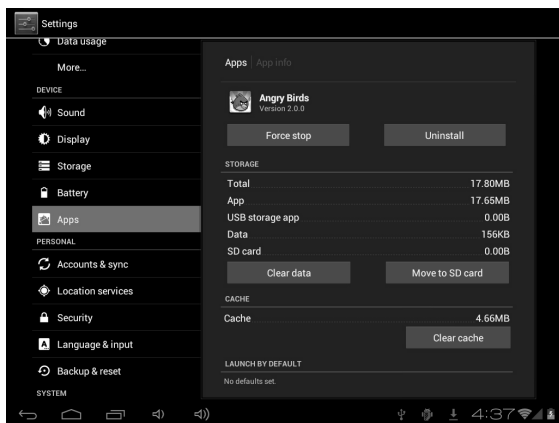 Settings
Data usage
More...
DEVICE
Sound
Display
Storage
Battery
Apps
PERSONAL
Accounts & sync
Location services
Security
A Language & input
Backup & reset
SYSTEM
Apps App info
Angry Birds
Version 2.0.0
Force stop Uninstall
STORAGE
Total 17.80MB
App 17.65MB
USB storage app 0.00B
Data 156KB
SD card 0.00B
Clear data Move to SD card
CACHE
Cache 4.66MB
Clear cache
LAUNCH BY DEFAULT
No defaults set.
4:37